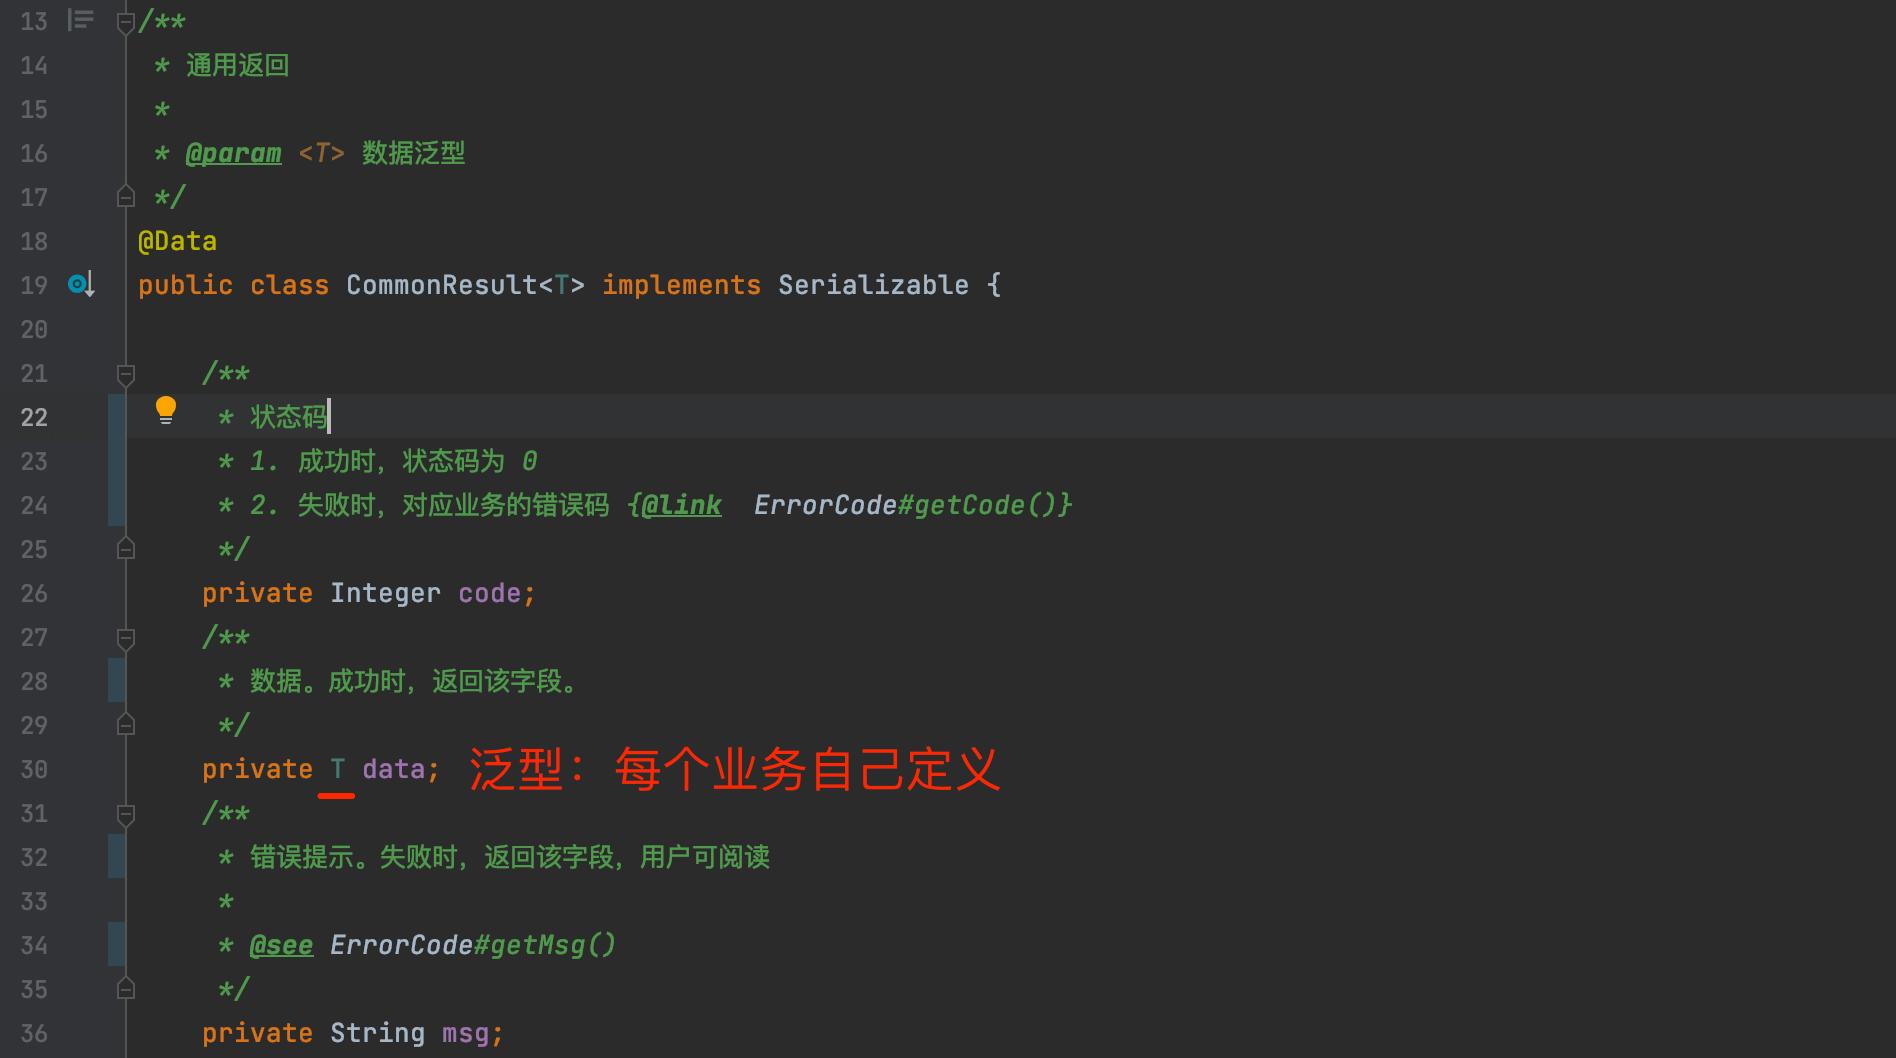 13 /**
14 * 通用返回
15 *
16 * @param <T> 数据泛型
17 */
18 @Data
19 public class CommonResult<T> implements Serializable {
20
21 /**
22 * 状态码
23 * 1. 成功时，状态码为 0
24 * 2. 失败时，对应业务的错误码 {@link  ErrorCode#getCode()}
25 */
26 private Integer code;
27 /**
28 * 数据。成功时，返回该字段。
29 */
30 private T data; 泛型：每个业务自己定义
31 /**
32 * 错误提示。失败时，返回该字段，用户可阅读
33 *
34 * @see ErrorCode#getMsg()
35 */
36 private String msg;